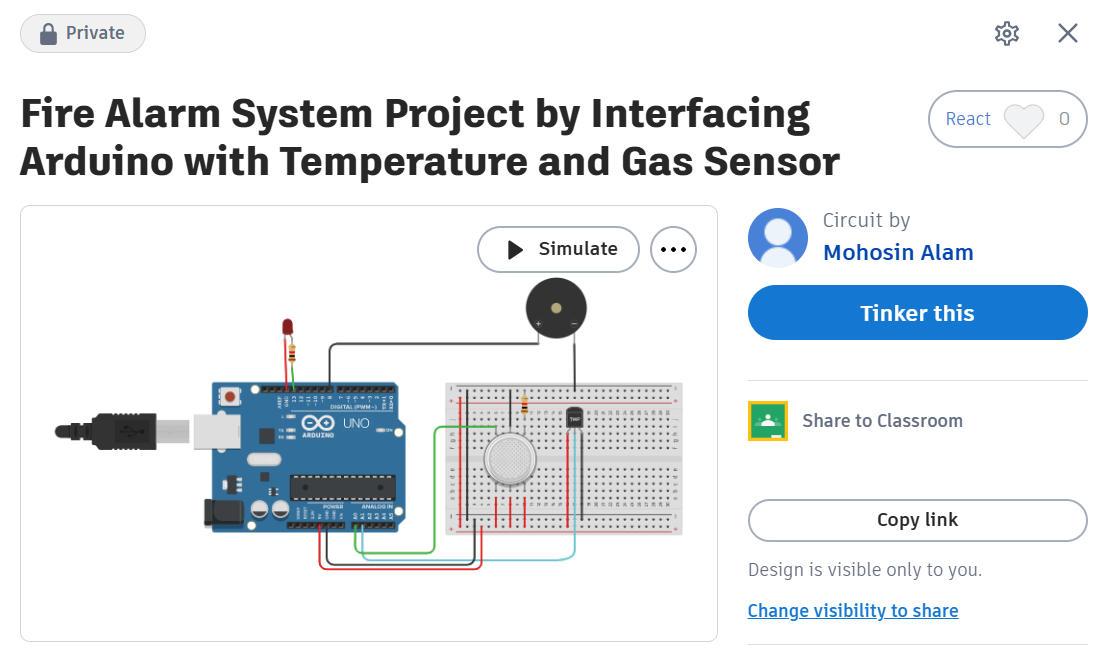 Private
Fire Alarm System Project by Interfacing
Arduino with Temperature and Gas Sensor
React 0
Simulate
Circuit by
Mohosin Alam
Tinker this
Share to Classroom
Copy link
Design is visible only to you.
Change visibility to share
DIGITAL (PWM~)
UNO
ARDUINO
TMP
POWER
ANALOG IN